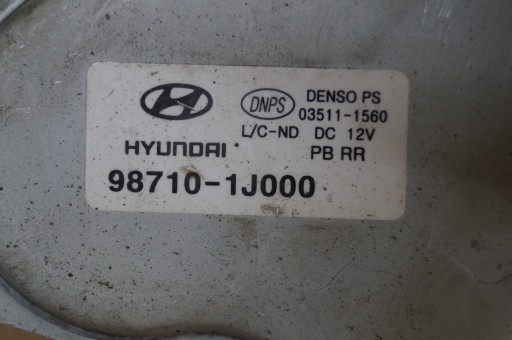 DNPS DENSO PS
03511-1560
L/C-ND DC 12V
HYUNDAI PB RR
98710-1J000